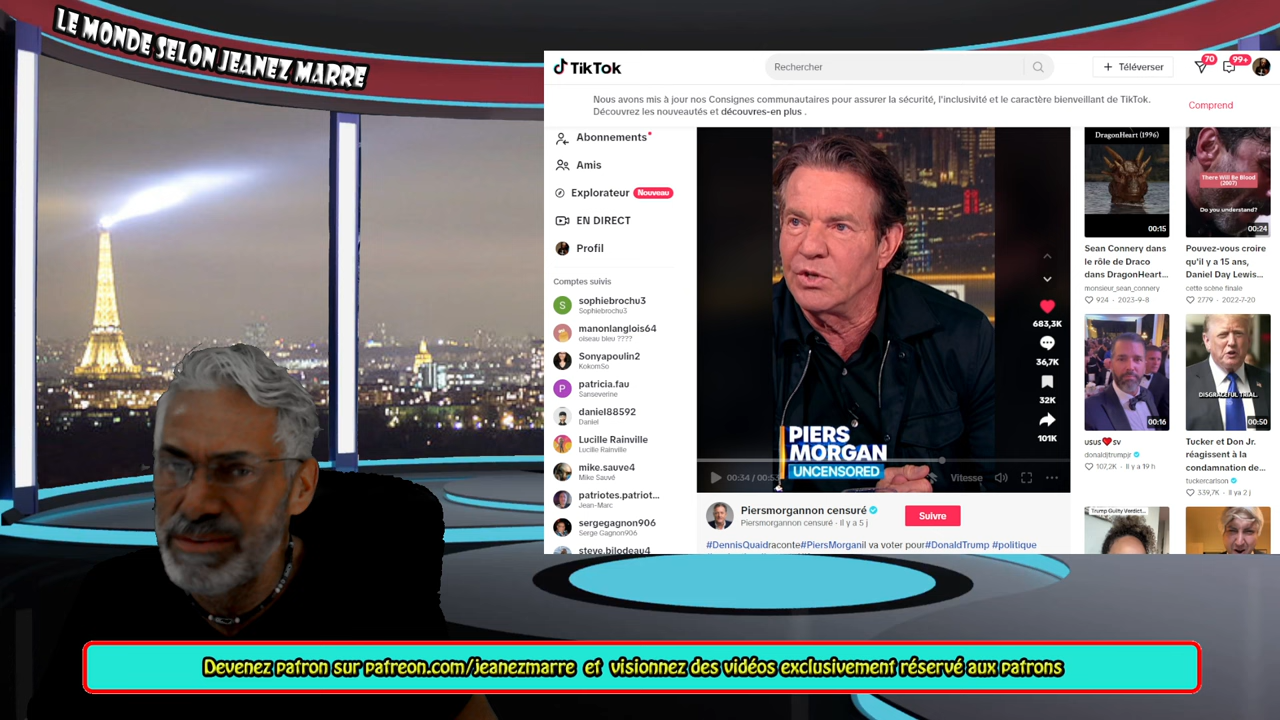 LE MONDE SELON JEANEZ MARRE
TikTok
Rechercher
Téléverser
70
99+
Nous avons mis à jour nos Consignes communautaires pour assurer la sécurité, l'inclusivité et le caractère bienveillant de TikTok.
Découvrez les nouveautés et découvres-en plus .
Comprend
Abonnements
Amis
Explorateur Nouveau
EN DIRECT
Profil
Comptes suivis
S
sophiebrochu3
Sophiebrochu3
manonlanglois64
oiseau bleu ????
Sonyapoulin2
KokomSo
P
patricia.fau
Sanseverine
daniel88592
Daniel
Lucille Rainville
Lucille Rainville
mike.sauve4
Mike Sauvé
patriotes.patriot...
Jean-Marc
sergegagnon906
Serge Gagnon906
steve.bilodeau4
PIERS
MORGAN
UNCENSORED
00:34
Vitesse
683,3K
36,7K
32K
101K
Piersmorgannon censuré
Piersmorgannon censuré · Il y a 5 j
Suivre
#DennisQuaidraconte#PiersMorganil va voter pour#DonaldTrump #politique
DragonHeart (1996)
00:15
Sean Connery dans
le rôle de Draco
dans DragonHeart...
monsieur_sean_connery
924 · 2023-9-8
There Will Be Blood
(2007)
Do you understand?
00:24
Pouvez-vous croire
qu'il y a 15 ans,
Daniel Day Lewis...
cette scène finale
2779 · 2022-7-20
00:16
usus❤️sv
donaldjtrumpjr
107,2K · Il y a 19 h
DISGRACEFUL TRIAL.
00:50
Tucker et Don Jr.
réagissent à la
condamnation de...
tuckercarlson
339,7K · Il y a 2 j
Trump Guilty Verdict...
Devenez patron sur patreon.com/jeanezmarre et visionnez des vidéos exclusivement réservé aux patrons